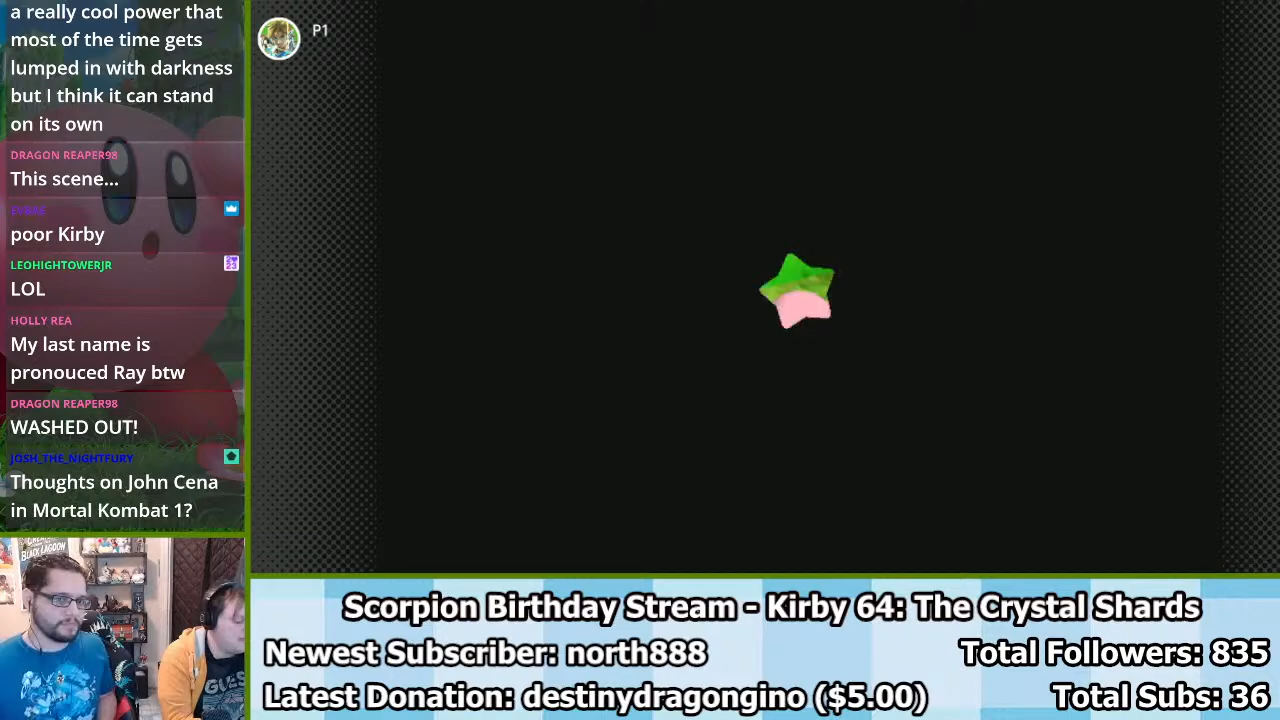 a really cool power that
most of the time gets
lumped in with darkness
but I think it can stand
on its own
DRAGON REAPER98
This scene...
poor Kirby
LEOHIGHTOWERJR
LOL
HOLLY REA
My last name is
pronouced Ray btw
DRAGON REAPER98
WASHED OUT!
JOSH_THE_NIGHTFURY
Thoughts on John Cena
in Mortal Kombat 1?
P1
BLACK LAGOON
GUES
Scorpion Birthday Stream - Kirby 64: The Crystal Shards
Newest Subscriber: north888
Total Followers: 835
Latest Donation: destinydragongino ($5.00)
Total Subs: 36